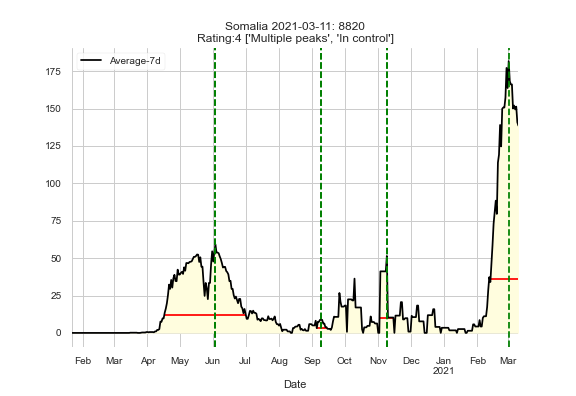 Somalia 2021-03-11: 8820
Rating:4 ['Multiple peaks', 'In control']
Average-7d
175
150
125
100
75
50
25
0
Feb Mar Apr May Jun Jul Aug Sep Oct Nov Dec Jan Feb Mar
2021
Date